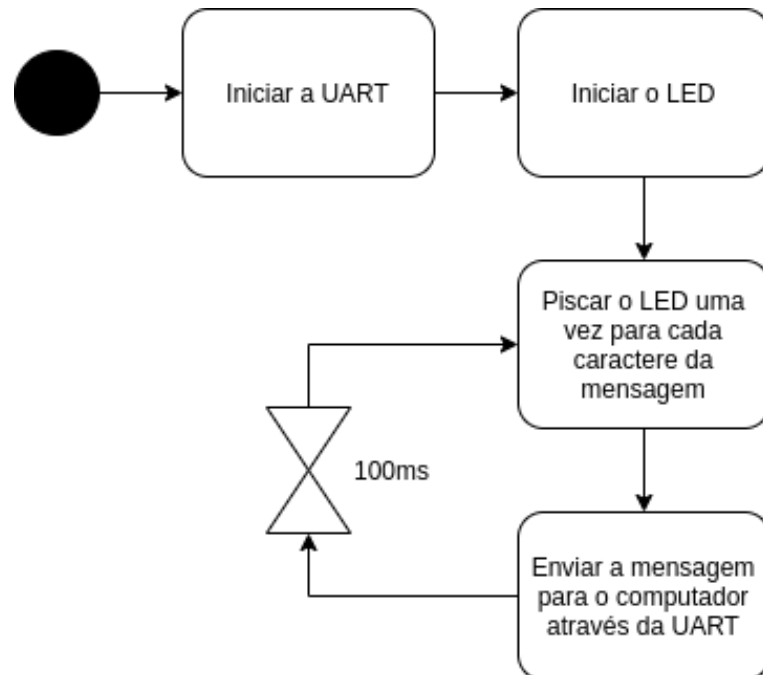 Iniciar a UART
Iniciar o LED
Piscar o LED uma
vez para cada
caractere da
mensagem
100ms
Enviar a mensagem
para o computador
através da UART